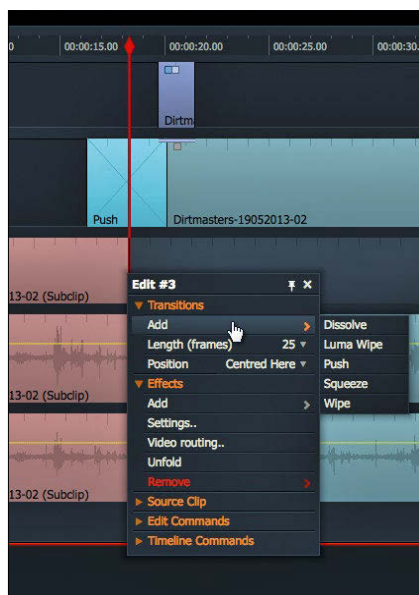 0
00:00:15.00
00:00:20.00
00:00:25.00
00:00:30.
Dirtm
Push
Dirtmasters-19052013-02
13-02 (Subclip)
Edit #3
Transitions
Add
Dissolve
Length (frames) 25
Luma Wipe
Position Centred Here
Push
Effects
Squeeze
Add
Wipe
13-02 (Subclip)
Settings..
Video routing..
Unfold
Remove
13-02 (Subclip)
Source Clip
Edit Commands
Timeline Commands